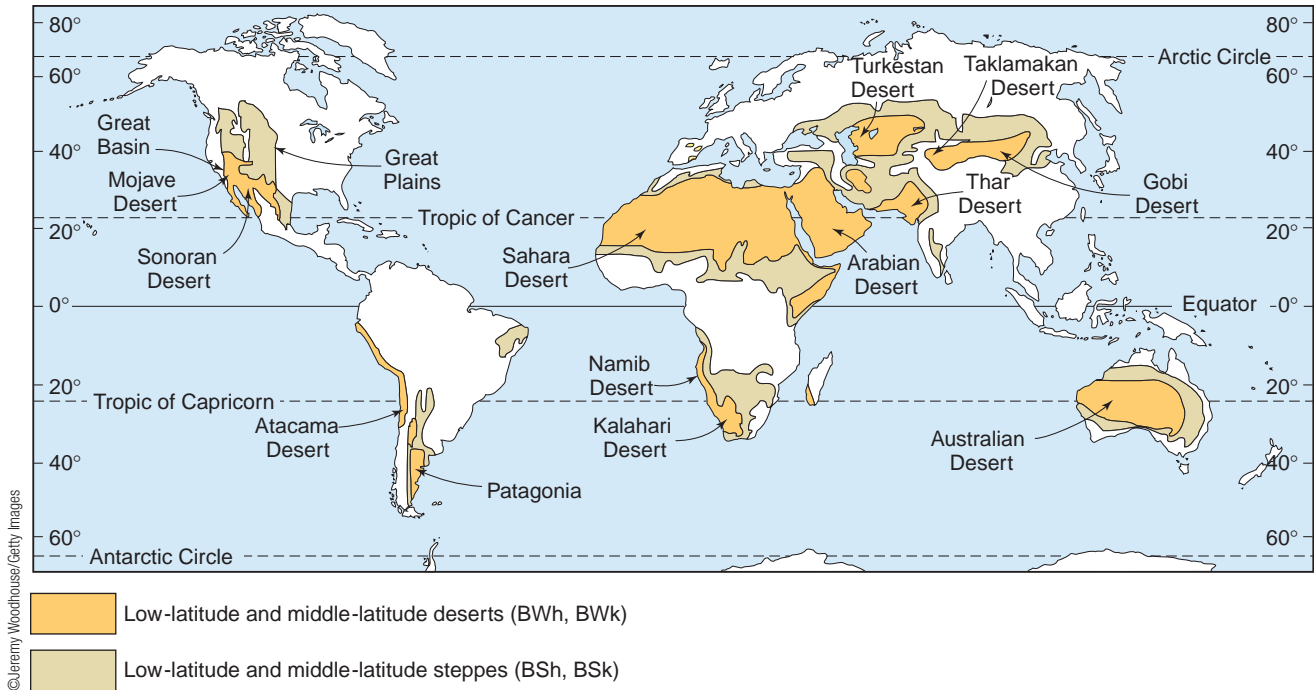 80°
80°
Arctic Circle
60°
60°
Turkestan
Desert
Taklamakan
Desert
Great
Basin
40°
40°
Great
Plains
Mojave
Desert
Thar
Desert
Gobi
Desert
Tropic of Cancer
20°
20°
Sonoran
Desert
Sahara
Desert
Arabian
Desert
0°
Equator
-0°
Namib
Desert
20°
20°
Tropic of Capricorn
Atacama
Desert
Kalahari
Desert
Australian
Desert
40°
40°
Patagonia
60°
60°
Antarctic Circle
©Jeremy Woodhouse/Getty Images
Low-latitude and middle-latitude deserts (BWh, BWk)
Low-latitude and middle-latitude steppes (BSh, BSk)